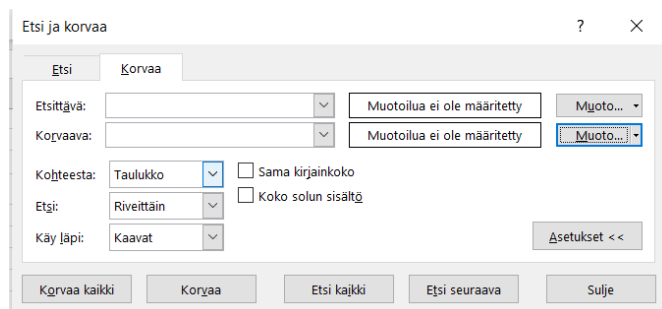 Etsi ja korvaa ? ×
Etsi Korvaa
Etsittävä: Muotoilua ei ole määritetty Muoto...
Korvaava: Muotoilua ei ole määritetty Muoto...
Kohteesta: Taulukko Sama kirjainkoko
Koko solun sisältö
Etsi: Riveittäin
Käy läpi: Kaavat Asetukset <<
Korvaa kaikki Korvaa Etsi kaikki Etsi seuraava Sulje